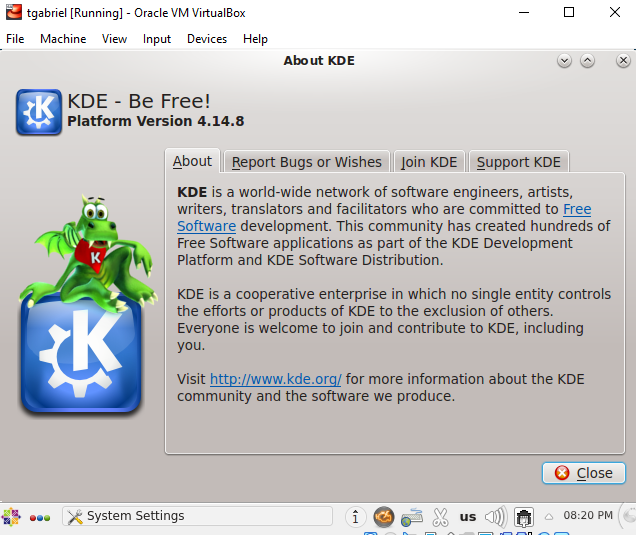 tgabriel [Running] - Oracle VM VirtualBox
File Machine View Input Devices Help
About KDE
KDE - Be Free!
Platform Version 4.14.8
About Report Bugs or Wishes Join KDE Support KDE
KDE is a world-wide network of software engineers, artists,
writers, translators and facilitators who are committed to Free
Software development. This community has created hundreds of
Free Software applications as part of the KDE Development
Platform and KDE Software Distribution.
KDE is a cooperative enterprise in which no single entity controls
the efforts or products of KDE to the exclusion of others.
Everyone is welcome to join and contribute to KDE, including
you.
Visit http://www.kde.org/ for more information about the KDE
community and the software we produce.
K
K
K
Close
System Settings
i
us
08:20 PM